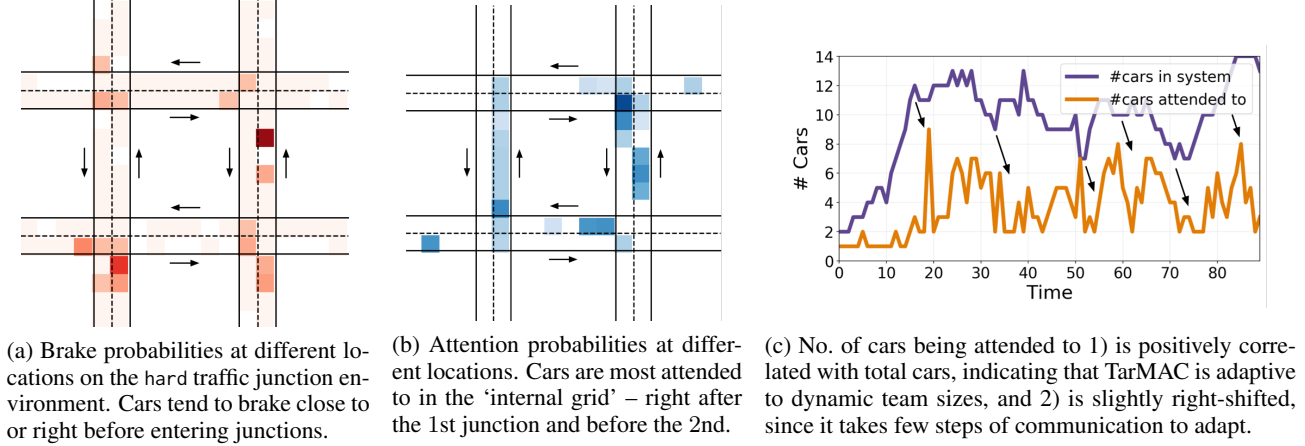 14
12
10
8
6
4
2
0
# Cars
#cars in system
#cars attended to
0 10 20 30 40 50 60 70 80
Time
(a) Brake probabilities at different lo-
cations on the hard traffic junction en-
vironment. Cars tend to brake close to
or right before entering junctions.
(b) Attention probabilities at differ-
ent locations. Cars are most attended
to in the ‘internal grid’ – right after
the 1st junction and before the 2nd.
(c) No. of cars being attended to 1) is positively corre-
lated with total cars, indicating that TarMAC is adaptive
to dynamic team sizes, and 2) is slightly right-shifted,
since it takes few steps of communication to adapt.